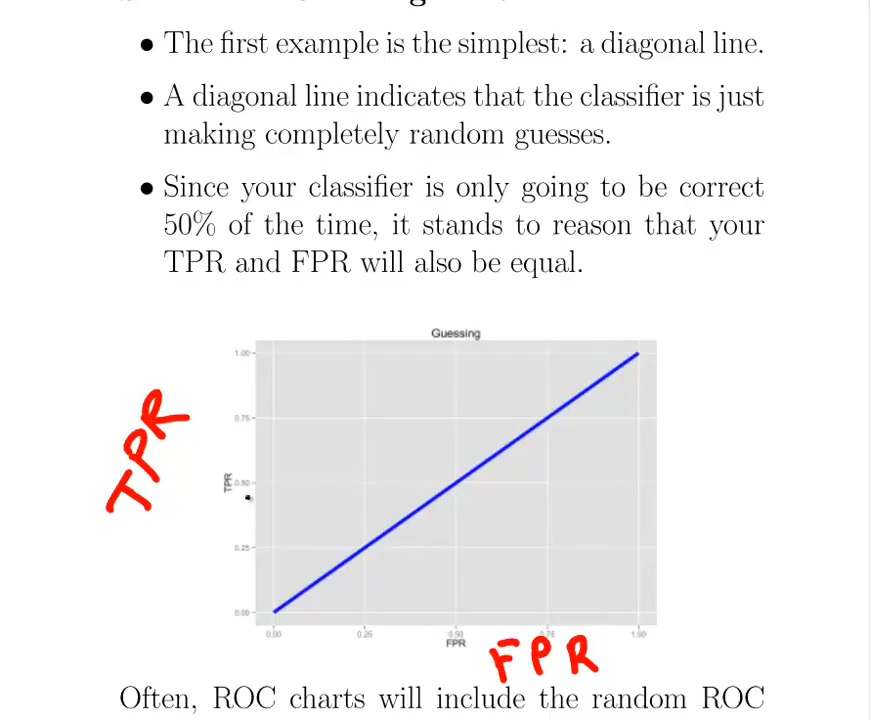 • The first example is the simplest: a diagonal line.
• A diagonal line indicates that the classifier is just
making completely random guesses.
• Since your classifier is only going to be correct
50% of the time, it stands to reason that your
TPR and FPR will also be equal.
Guessing
1.00
0.75
TPR
TPR
0.50
0.25
0.00
0.00
0.25
0.50
0.75
1.00
FPR
FPR
Often, ROC charts will include the random ROC